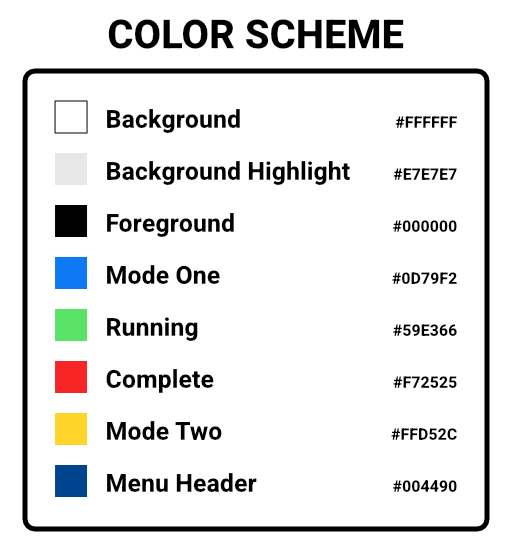 COLOR SCHEME
Background #FFFFFF
Background Highlight #E7E7E7
Foreground #000000
Mode One #0D79F2
Running #59E366
Complete #F72525
Mode Two #FFD52C
Menu Header #004490